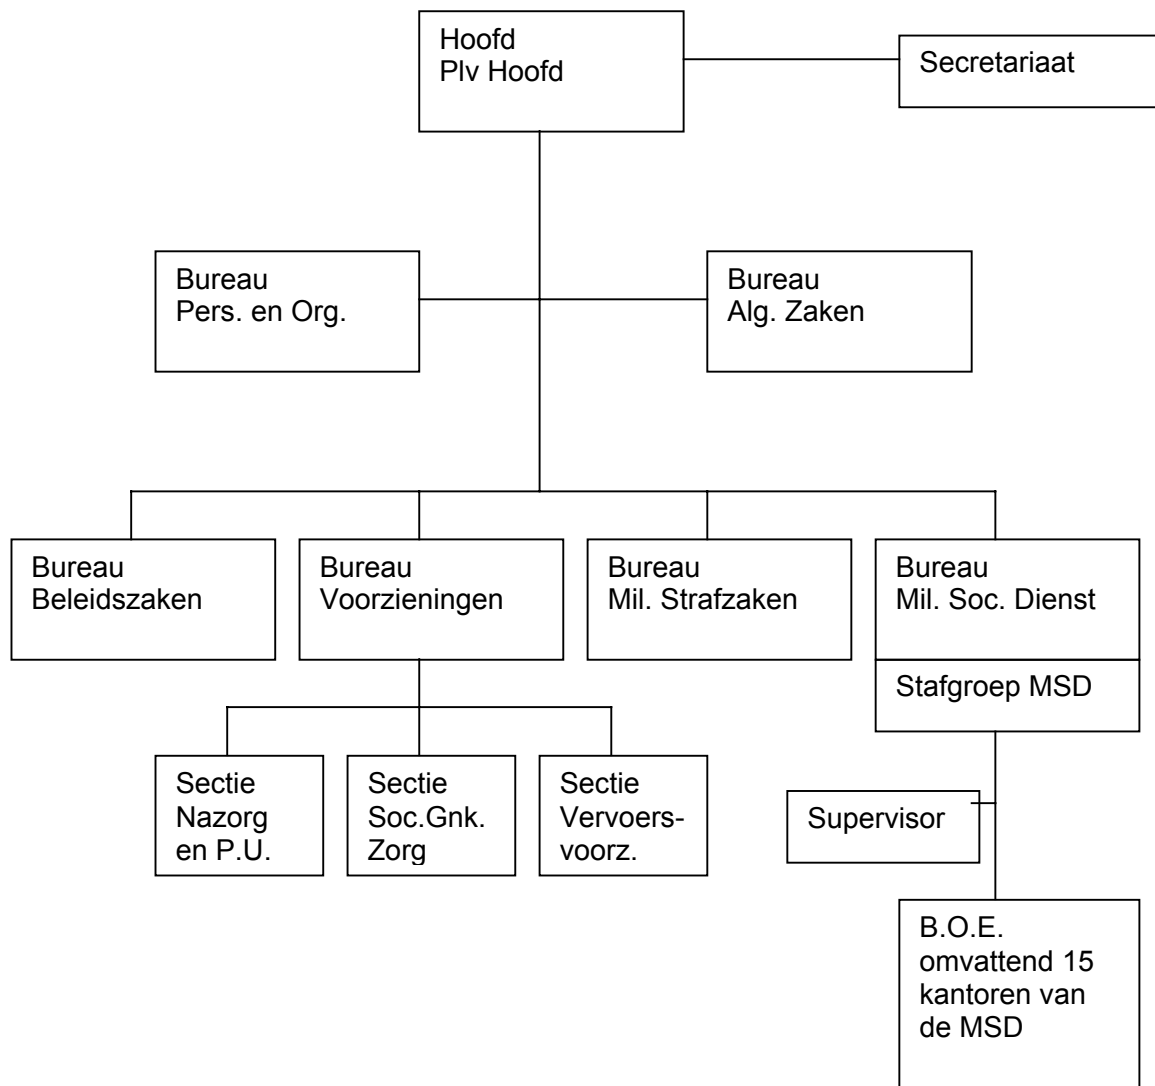 Hoofd
Plv Hoofd
Secretariaat
Bureau
Pers. en Org.
Bureau
Alg. Zaken
Bureau
Beleidszaken
Bureau
Voorzieningen
Bureau
Mil. Strafzaken
Bureau
Mil. Soc. Dienst
Stafgroep MSD
Sectie
Nazorg
en P.U.
Sectie
Soc.Gnk.
Zorg
Sectie
Vervoers-
voorz.
Supervisor
B.O.E.
omvattend 15
kantoren van
de MSD